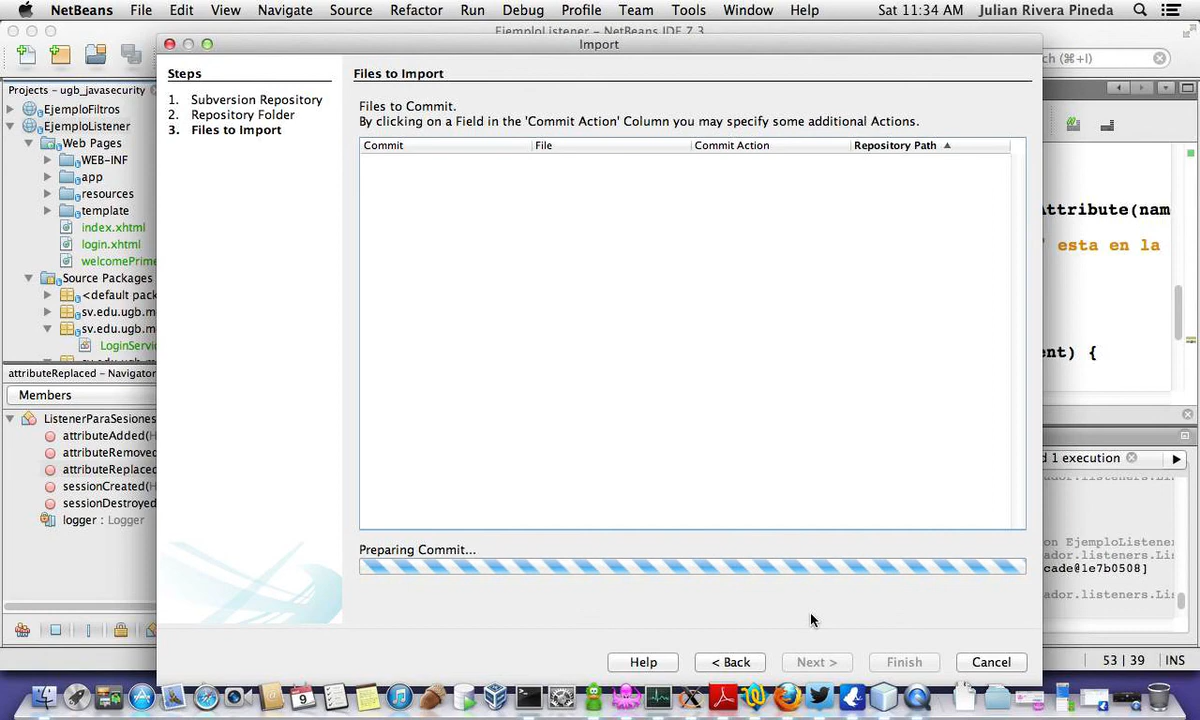 NetBeans File Edit View Navigate Source Refactor Run Debug Profile Team Tools Window Help Sat 11:34 AM Julian Rivera Pineda
EjemploListener – NetBeans IDE 7.3
Import
ch (⌘+I)
Projects – ugb_javasecurity
EjemploFiltros
EjemploListener
Web Pages
WEB-INF
app
resources
template
index.xhtml
login.xhtml
welcomePrime
Source Packages
<default pack
sv.edu.ugb.m
sv.edu.ugb.m
LoginServic
attributeReplaced – Navigator
Members
ListenerParaSesiones
attributeAdded(H
attributeRemoved
attributeReplaced
sessionCreated(H
sessionDestroyed
logger : Logger
Steps
1. Subversion Repository
2. Repository Folder
3. Files to Import
Files to Import
Files to Commit.
By clicking on a Field in the 'Commit Action' Column you may specify some additional Actions.
Commit File Commit Action Repository Path
Preparing Commit...
Help < Back Next > Finish Cancel
Attribute(nam
esta en la
ent) {
d 1 execution
ador.listeners.Lis
on EjemploListener
ador.listeners.Lis
cade@1e7b0508]
ador.listeners.Lis
53 | 39 INS
9